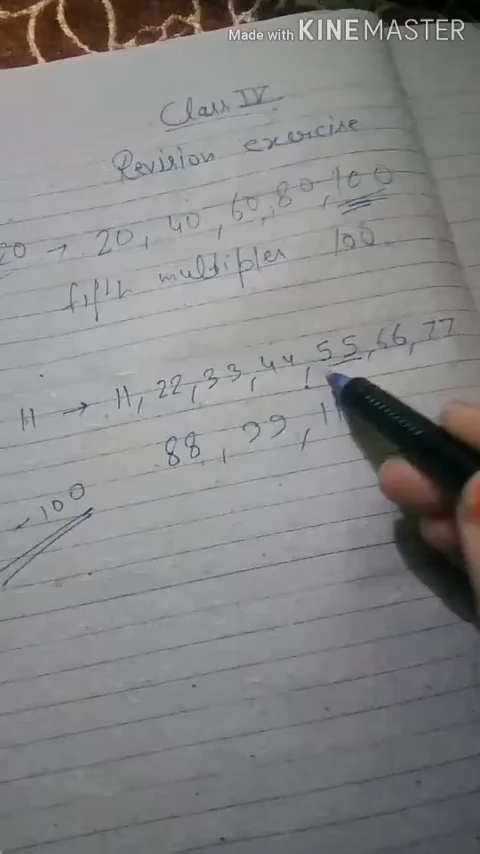 Made with KINEMASTER
Class IV
Revision exercise
20 → 20, 40, 60, 80, 100
fifth multiples 100
11 → 11, 22, 33, 44, 55, 66, 77
88, 99, 11
100